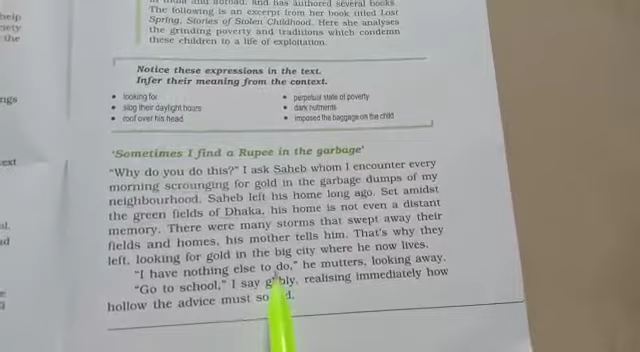 help
ciety
the
ngs
ext
al.
ed
in India and abroad, and has authored several books.
The following is an excerpt from her book titled Lost
Spring, Stories of Stolen Childhood. Here she analyses
the grinding poverty and traditions which condemn
these children to a life of exploitation.
Notice these expressions in the text.
Infer their meaning from the context.
• looking for • perpetual state of poverty
• slog their daylight hours • dark hutments
• roof over his head • imposed the baggage on the child
'Sometimes I find a Rupee in the garbage'
"Why do you do this?" I ask Saheb whom I encounter every
morning scrounging for gold in the garbage dumps of my
neighbourhood. Saheb left his home long ago. Set amidst
the green fields of Dhaka, his home is not even a distant
memory. There were many storms that swept away their
fields and homes, his mother tells him. That's why they
left, looking for gold in the big city where he now lives.
"I have nothing else to do," he mutters, looking away.
"Go to school," I say glibly, realising immediately how
hollow the advice must sound.